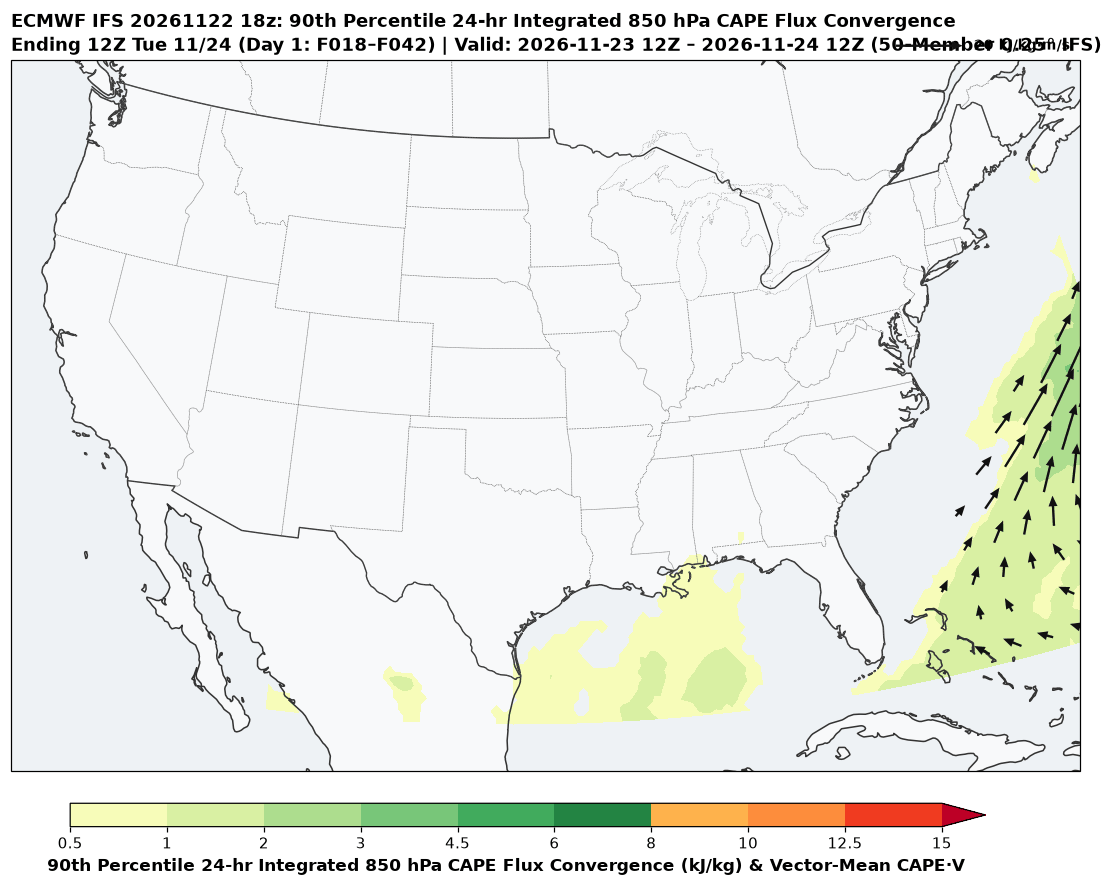 ECMWF IFS 20261122 18z: 90th Percentile 24-hr Integrated 850 hPa CAPE Flux Convergence
Ending 12Z Tue 11/24 (Day 1: F018–F042) | Valid: 2026-11-23 12Z – 2026-11-24 12Z (50-Member 0.25° IFS)
0.5 1 2 3 4.5 6 8 10 12.5 15
90th Percentile 24-hr Integrated 850 hPa CAPE Flux Convergence (kJ/kg) & Vector-Mean CAPE·V